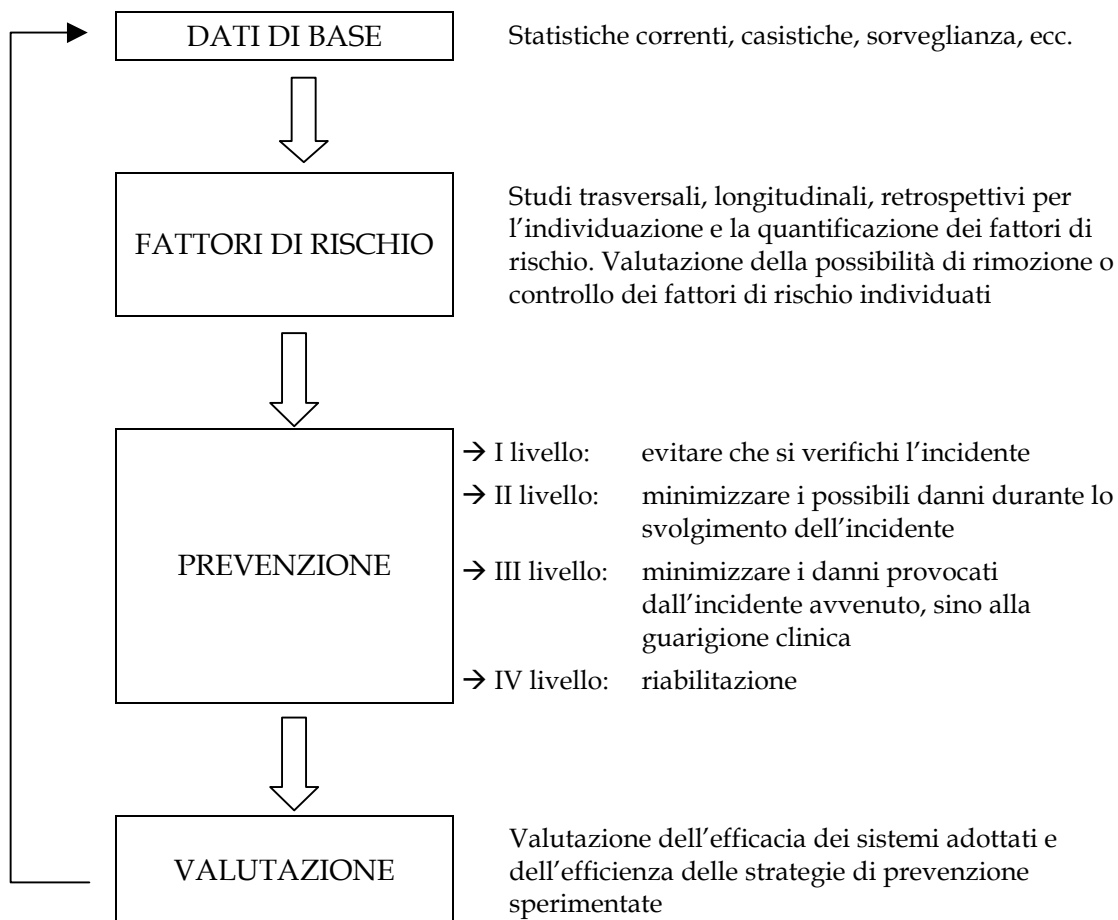 DATI DI BASE
Statistiche correnti, casistiche, sorveglianza, ecc.
FATTORI DI RISCHIO
Studi trasversali, longitudinali, retrospettivi per
l’individuazione e la quantificazione dei fattori di
rischio. Valutazione della possibilità di rimozione o
controllo dei fattori di rischio individuati
PREVENZIONE
→ I livello: evitare che si verifichi l’incidente
→ II livello: minimizzare i possibili danni durante lo
svolgimento dell’incidente
→ III livello: minimizzare i danni provocati
dall’incidente avvenuto, sino alla
guarigione clinica
→ IV livello: riabilitazione
VALUTAZIONE
Valutazione dell’efficacia dei sistemi adottati e
dell’efficienza delle strategie di prevenzione
sperimentate